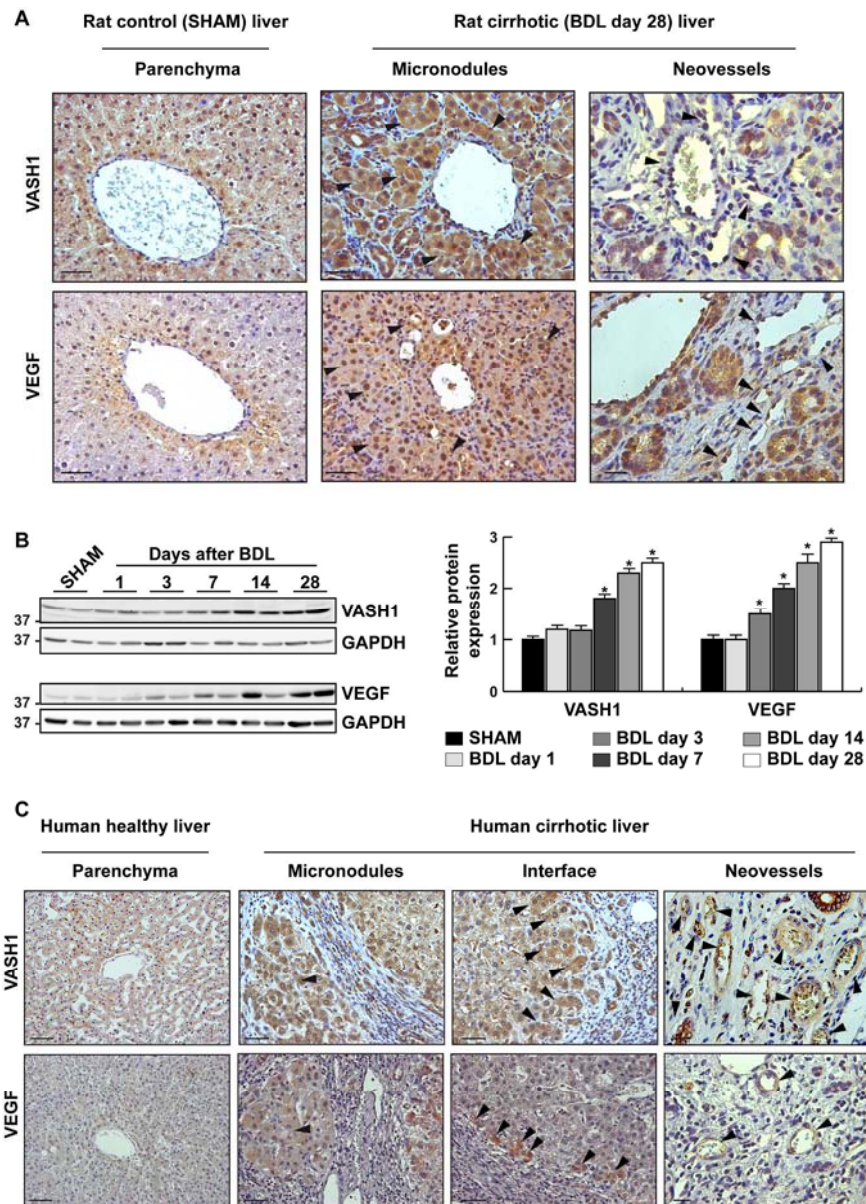 A
Rat control (SHAM) liver
Rat cirrhotic (BDL day 28) liver
Parenchyma
Micronodules
Neovessels
VASH1
VEGF
B
SHAM
Days after BDL
1 3 7 14 28
37
VASH1
37
GAPDH
37
VEGF
37
GAPDH
Relative protein
expression
3
2
1
0
* * *
* * * *
VASH1
VEGF
SHAM
BDL day 3
BDL day 14
BDL day 1
BDL day 7
BDL day 28
C
Human healthy liver
Human cirrhotic liver
Parenchyma
Micronodules
Interface
Neovessels
VASH1
VEGF